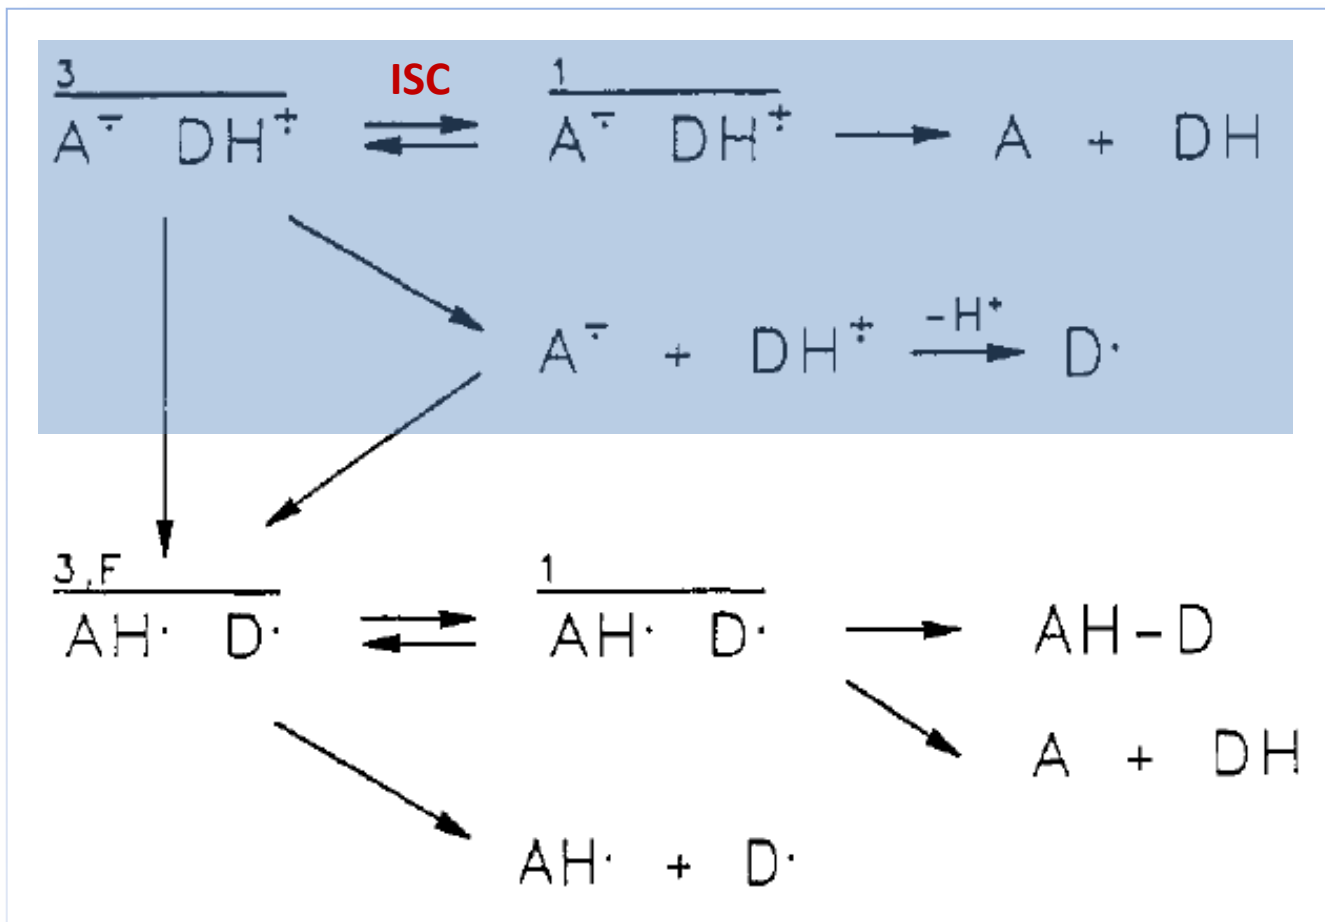 3 ISC 1
A⁻• DH⁺• ⇌ A⁻• DH⁺• → A + DH
A⁻• + DH⁺• −H⁺ → D·
3,F 1
AH· D· ⇌ AH· D· → AH–D
A + DH
AH· + D·